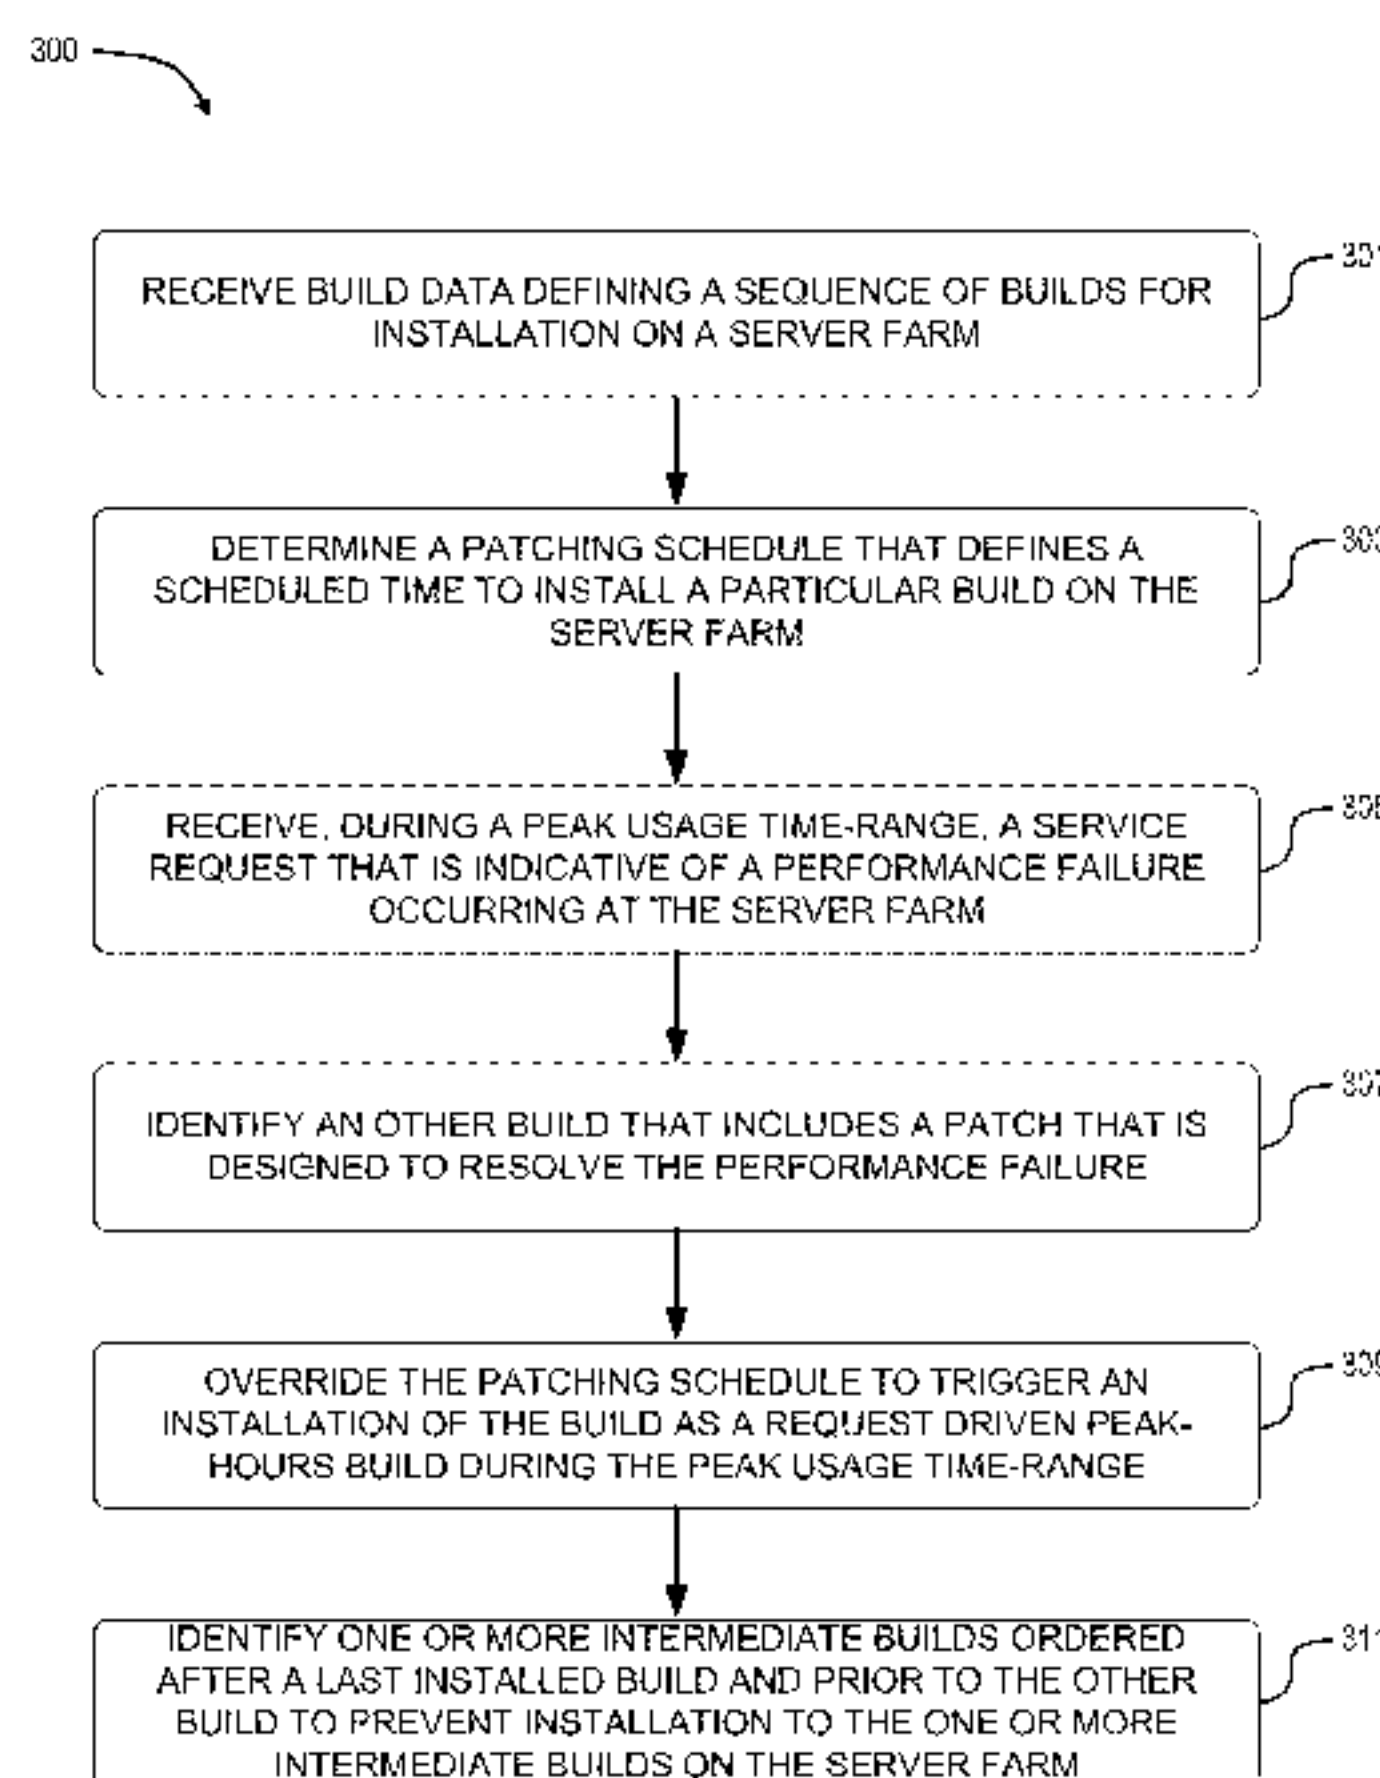 300
RECEIVE BUILD DATA DEFINING A SEQUENCE OF BUILDS FOR
INSTALLATION ON A SERVER FARM
301
DETERMINE A PATCHING SCHEDULE THAT DEFINES A
SCHEDULED TIME TO INSTALL A PARTICULAR BUILD ON THE
SERVER FARM
303
RECEIVE, DURING A PEAK USAGE TIME-RANGE, A SERVICE
REQUEST THAT IS INDICATIVE OF A PERFORMANCE FAILURE
OCCURRING AT THE SERVER FARM
305
IDENTIFY AN OTHER BUILD THAT INCLUDES A PATCH THAT IS
DESIGNED TO RESOLVE THE PERFORMANCE FAILURE
307
OVERRIDE THE PATCHING SCHEDULE TO TRIGGER AN
INSTALLATION OF THE BUILD AS A REQUEST DRIVEN PEAK-
HOURS BUILD DURING THE PEAK USAGE TIME-RANGE
309
IDENTIFY ONE OR MORE INTERMEDIATE BUILDS ORDERED
AFTER A LAST INSTALLED BUILD AND PRIOR TO THE OTHER
BUILD TO PREVENT INSTALLATION TO THE ONE OR MORE
INTERMEDIATE BUILDS ON THE SERVER FARM
311